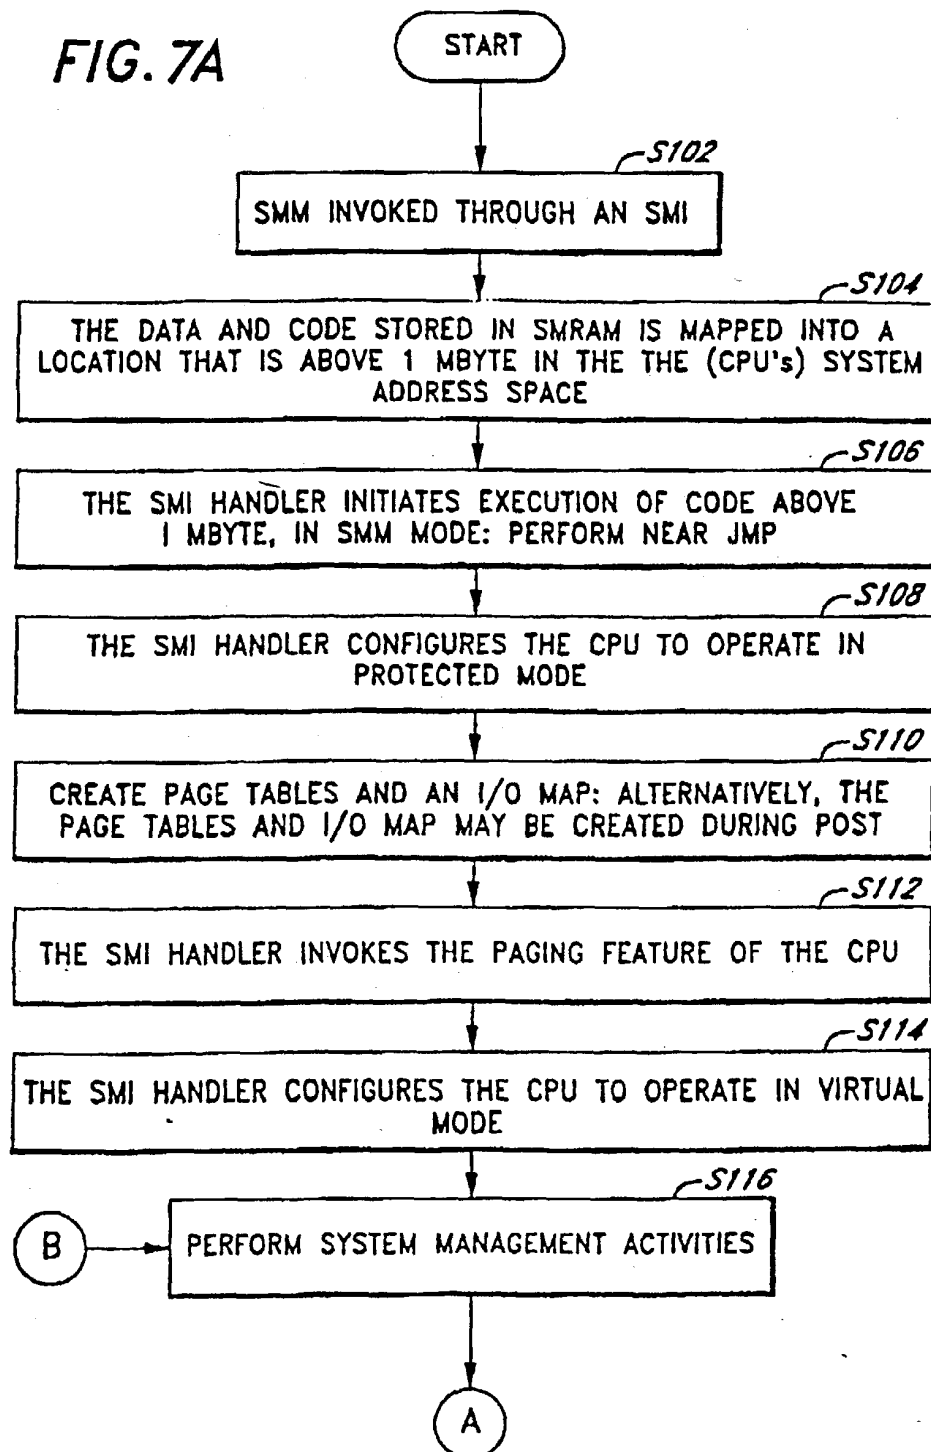 FIG. 7A
START
S102
SMM INVOKED THROUGH AN SMI
S104
THE DATA AND CODE STORED IN SMRAM IS MAPPED INTO A
LOCATION THAT IS ABOVE 1 MBYTE IN THE THE (CPU's) SYSTEM
ADDRESS SPACE
S106
THE SMI HANDLER INITIATES EXECUTION OF CODE ABOVE
1 MBYTE, IN SMM MODE: PERFORM NEAR JMP
S108
THE SMI HANDLER CONFIGURES THE CPU TO OPERATE IN
PROTECTED MODE
S110
CREATE PAGE TABLES AND AN I/O MAP: ALTERNATIVELY, THE
PAGE TABLES AND I/O MAP MAY BE CREATED DURING POST
S112
THE SMI HANDLER INVOKES THE PAGING FEATURE OF THE CPU
S114
THE SMI HANDLER CONFIGURES THE CPU TO OPERATE IN VIRTUAL
MODE
S116
B
PERFORM SYSTEM MANAGEMENT ACTIVITIES
A